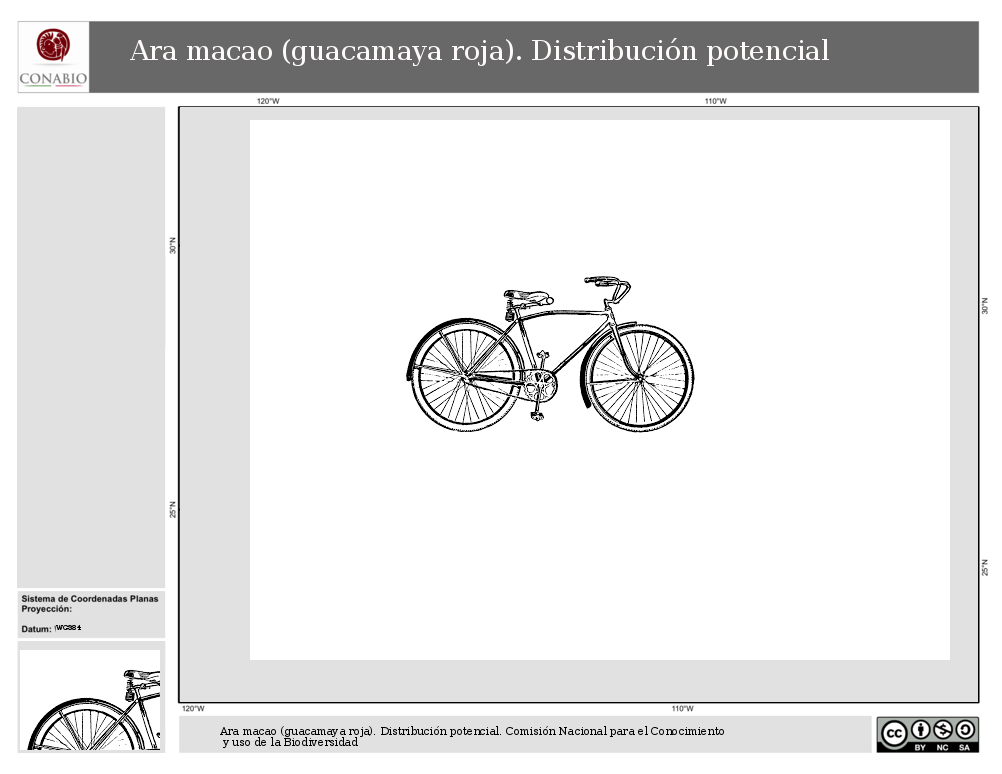 CONABIO
Ara macao (guacamaya roja). Distribución potencial
120°W
110°W
30°N
30°N
25°N
25°N
Sistema de Coordenadas Planas
Proyección:
Datum: WGS84
120°W
110°W
Ara macao (guacamaya roja). Distribución potencial. Comisión Nacional para el Conocimiento
y uso de la Biodiversidad
cc
BY NC SA